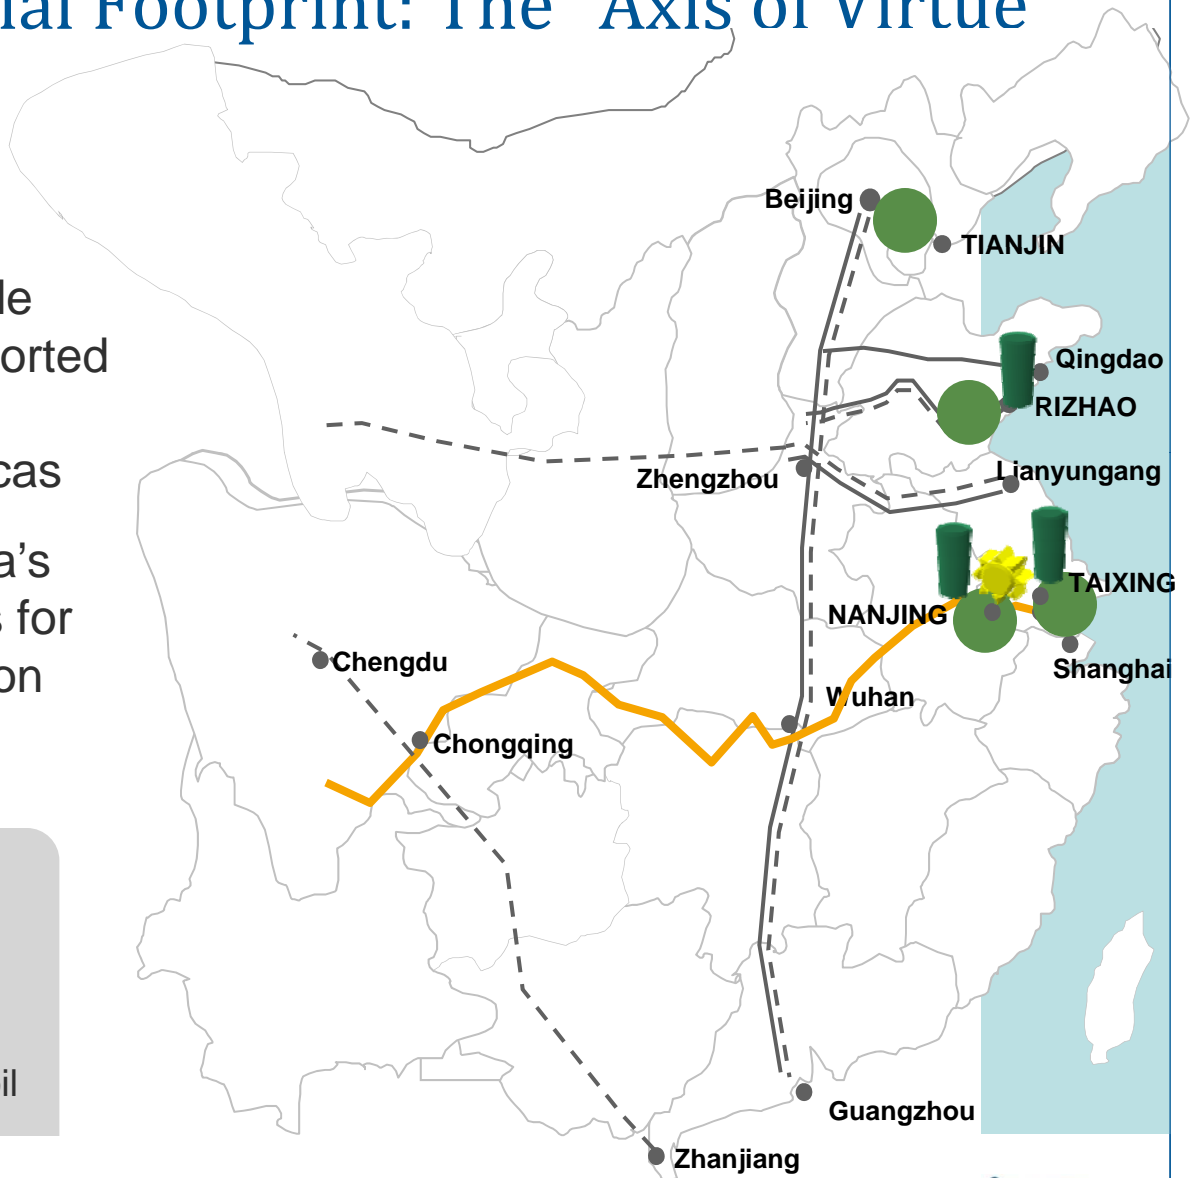 ial Footprint: The "Axis of Virtue
le
orted
cas
a's
s for
on
il
Beijing
TIANJIN
Qingdao
RIZHAO
Zhengzhou
Lianyungang
TAIXING
NANJING
Shanghai
Chengdu
Wuhan
Chongqing
Guangzhou
Zhanjiang